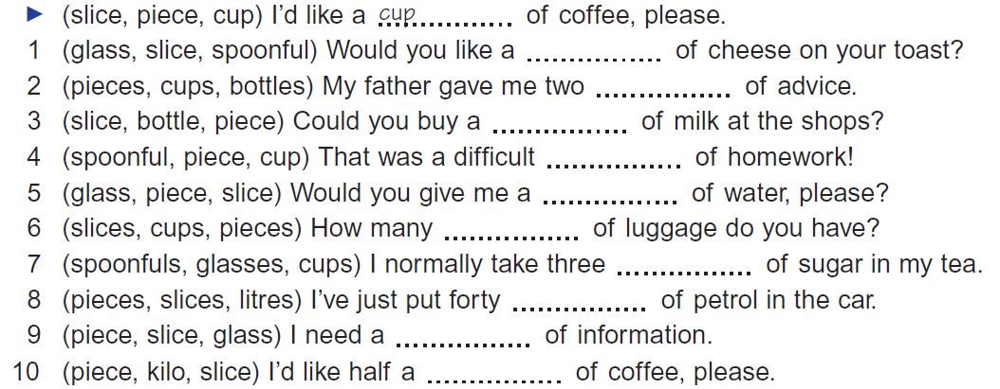 ► (slice, piece, cup) I'd like a cup of coffee, please.
1 (glass, slice, spoonful) Would you like a ................ of cheese on your toast?
2 (pieces, cups, bottles) My father gave me two ................ of advice.
3 (slice, bottle, piece) Could you buy a ................ of milk at the shops?
4 (spoonful, piece, cup) That was a difficult ................ of homework!
5 (glass, piece, slice) Would you give me a ................ of water, please?
6 (slices, cups, pieces) How many ................ of luggage do you have?
7 (spoonfuls, glasses, cups) I normally take three ................ of sugar in my tea.
8 (pieces, slices, litres) I've just put forty ................ of petrol in the car.
9 (piece, slice, glass) I need a ................ of information.
10 (piece, kilo, slice) I'd like half a ................ of coffee, please.